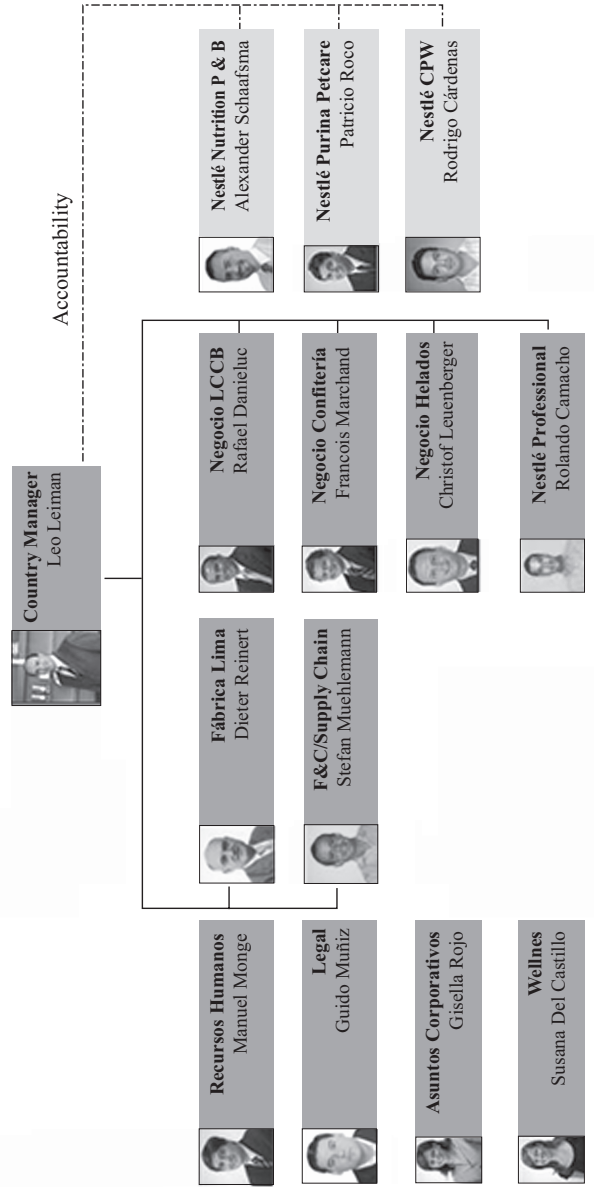 Country Manager
Leo Leiman
Accountability
Recursos Humanos
Manuel Monge
Legal
Guido Muñiz
Asuntos Corporativos
Gisella Rojo
Wellnes
Susana Del Castillo
Fábrica Lima
Dieter Reinert
F&C/Supply Chain
Stefan Muehlemann
Negocio LCCB
Rafael Danieluc
Negocio Confitería
Francois Marchand
Negocio Helados
Christof Leuenberger
Nestlé Professional
Rolando Camacho
Nestlé Nutrition P & B
Alexander Schaafsma
Nestlé Purina Petcare
Patricio Roco
Nestlé CPW
Rodrigo Cárdenas